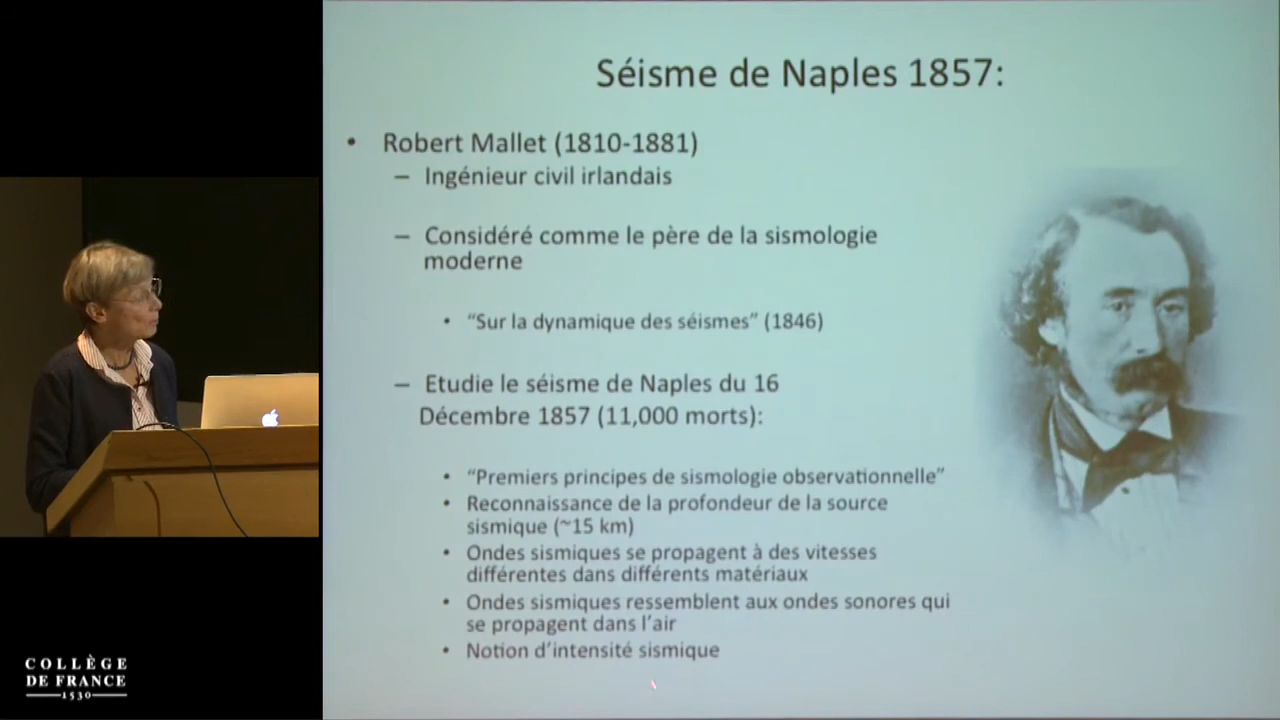 Séisme de Naples 1857:
• Robert Mallet (1810-1881)
– Ingénieur civil irlandais
– Considéré comme le père de la sismologie
moderne
• “Sur la dynamique des séismes” (1846)
– Etudie le séisme de Naples du 16
Décembre 1857 (11,000 morts):
• “Premiers principes de sismologie observationnelle”
• Reconnaissance de la profondeur de la source
sismique (~15 km)
• Ondes sismiques se propagent à des vitesses
différentes dans différents matériaux
• Ondes sismiques ressemblent aux ondes sonores qui
se propagent dans l’air
• Notion d’intensité sismique
COLLÈGE
DE FRANCE
1530